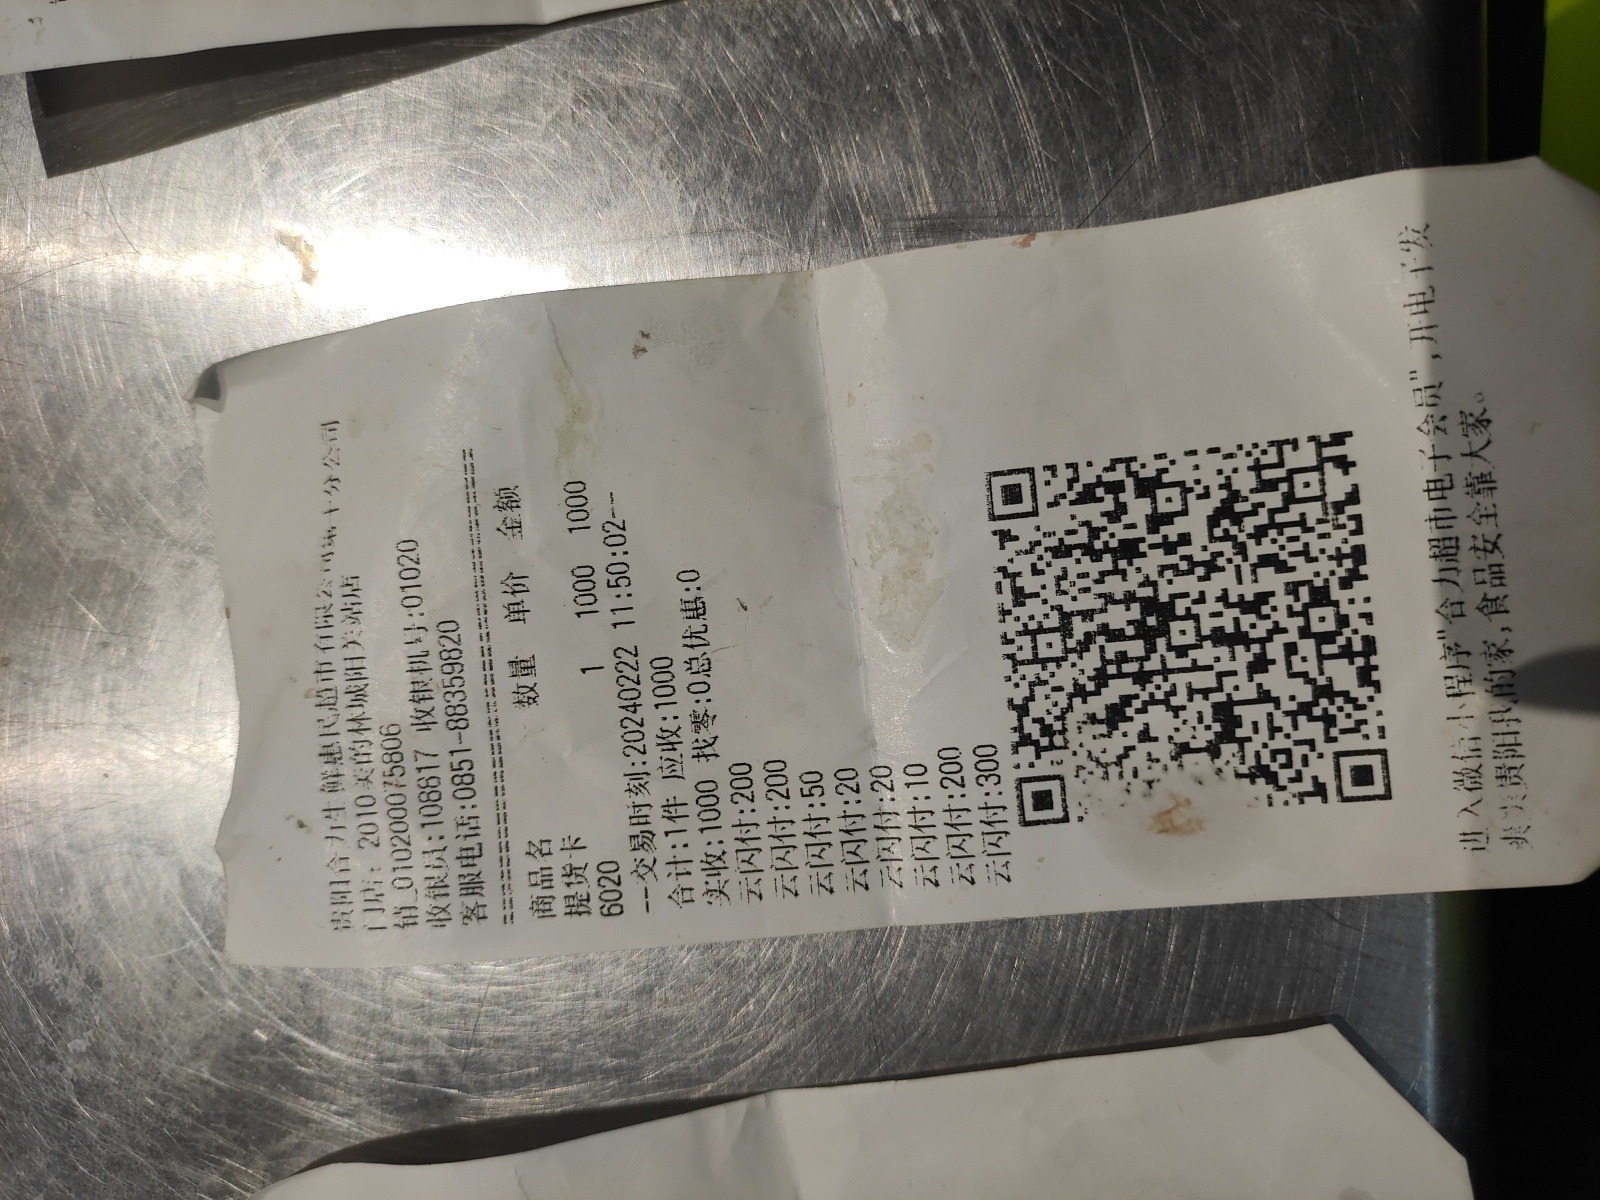 贵阳合力生鲜惠民超市有限公司第十分公司
门店: 2010美的林城阳关站店
销_010200075806
收银员:108617 收银机号:01020
客服电话:0851-88359820
商品名 数量 单价 金额
提货卡
6020 1 1000 1000
--交易时刻:20240222 11:50:02--
合计:1件 应收:1000
实收:1000 找零:0总优惠:0
云闪付:200
云闪付:200
云闪付:50
云闪付:20
云闪付:20
云闪付:10
云闪付:200
云闪付:300
进入微信小程序"合力超市电子会员",开电子发
爽爽贵阳我的家,食品安全靠大家。